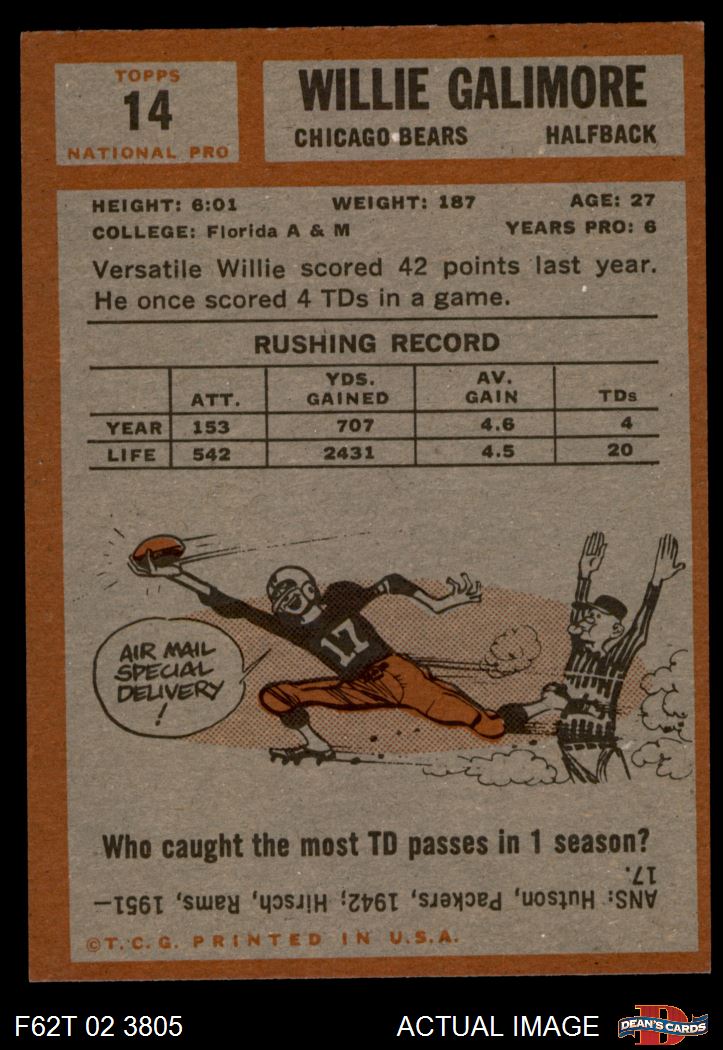 TOPPS
14
NATIONAL PRO
WILLIE GALIMORE
CHICAGO BEARS HALFBACK
HEIGHT: 6:01 WEIGHT: 187 AGE: 27
COLLEGE: Florida A & M YEARS PRO: 6
Versatile Willie scored 42 points last year.
He once scored 4 TDs in a game.
RUSHING RECORD
ATT. YDS. GAINED AV. GAIN TDs
YEAR 153 707 4.6 4
LIFE 542 2431 4.5 20
17
AIR MAIL
SPECIAL
DELIVERY
!
Who caught the most TD passes in 1 season?
ANS: Hutson, Packers, 1942; Hirsch, Rams, 1951—
17.
©T.C.G. PRINTED IN U.S.A.
F62T 02 3805 ACTUAL IMAGE
D
DEAN'S CARDS